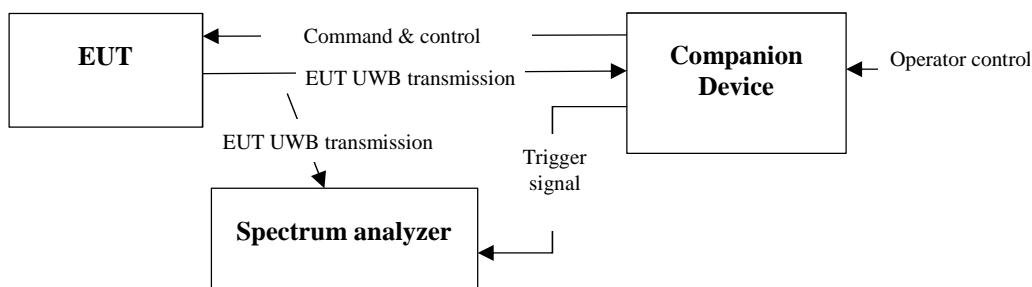 EUT
Command & control
EUT UWB transmission
Companion
Device
Operator control
EUT UWB transmission
Trigger
signal
Spectrum analyzer